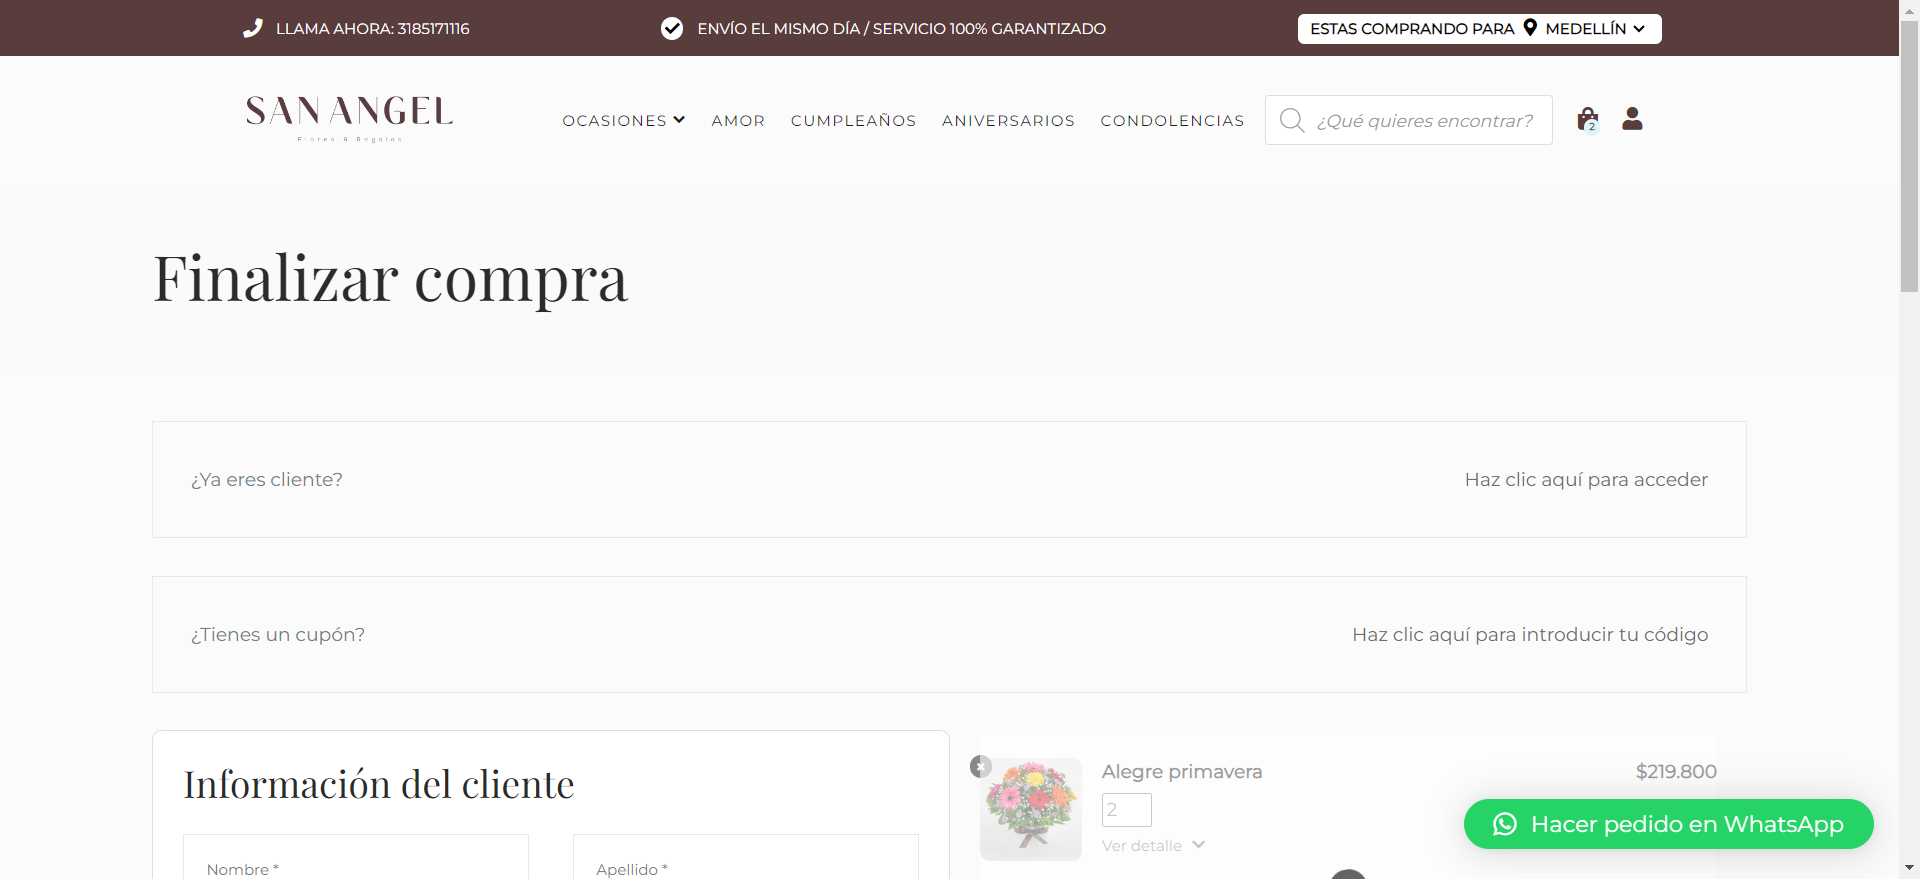 LLAMA AHORA: 3185171116
ENVÍO EL MISMO DÍA / SERVICIO 100% GARANTIZADO
ESTAS COMPRANDO PARA MEDELLÍN
SAN ANGEL
Flores & Regalos
OCASIONES
AMOR
CUMPLEAÑOS
ANIVERSARIOS
CONDOLENCIAS
¿Qué quieres encontrar?
2
Finalizar compra
¿Ya eres cliente?
Haz clic aquí para acceder
¿Tienes un cupón?
Haz clic aquí para introducir tu código
Información del cliente
Nombre *
Apellido *
Alegre primavera
$219.800
2
Ver detalle
Hacer pedido en WhatsApp